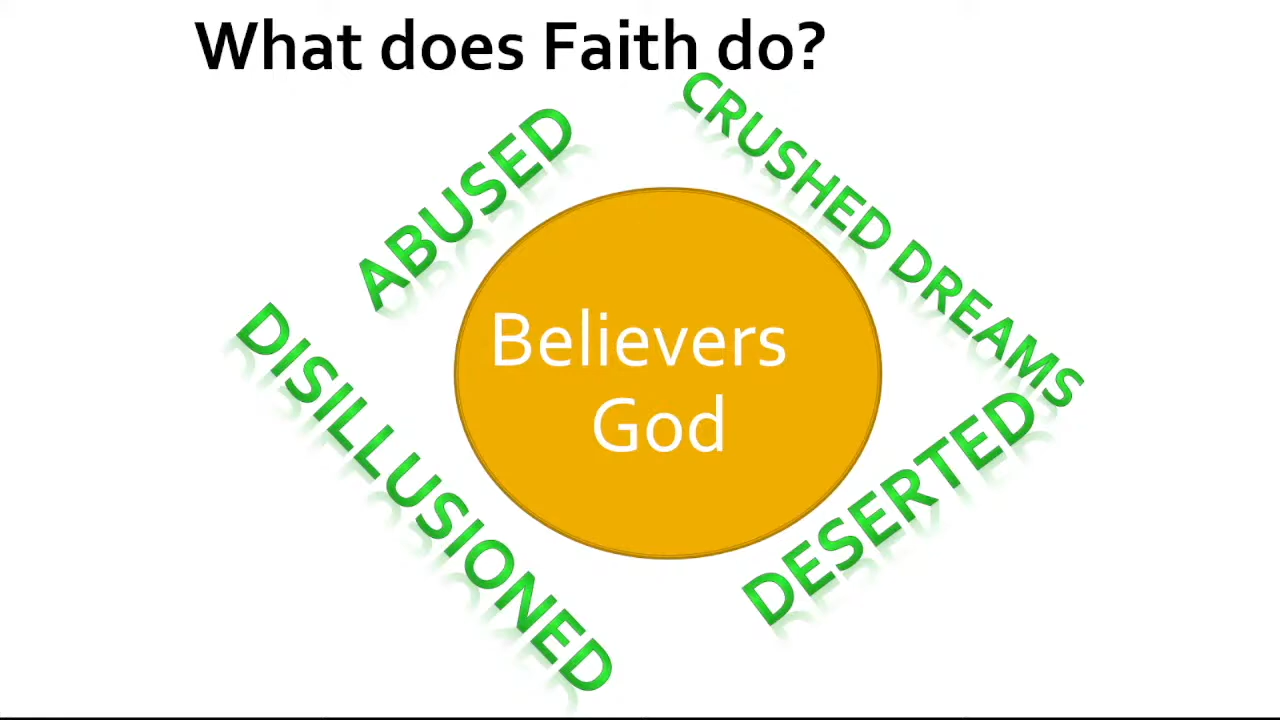 What does Faith do?
CRUSHED DREAMS
ABUSED
Believers
God
DISILLUSIONED
DESERTED